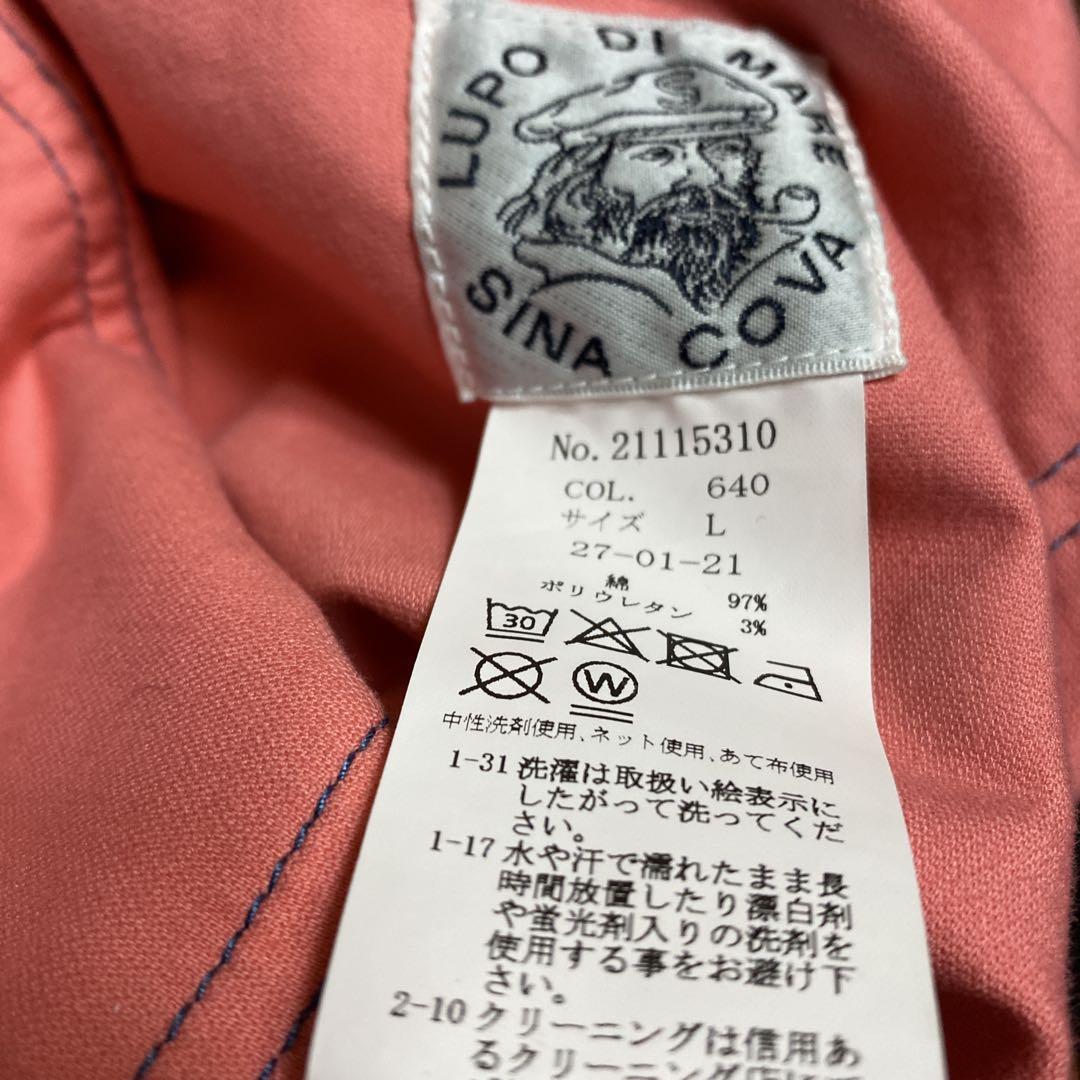 LUPO DI MARE
S
SINA COVA
No. 21115310
COL. 640
サイズ L
27-01-21
綿 97%
ポリウレタン 3%
30
W
中性洗剤使用、ネット使用、あて布使用
1-31 洗濯は取扱い絵表示に
したがって洗ってくだ
さい。
1-17 水や汗で濡れたまま長
時間放置したり漂白剤
や蛍光剤入りの洗剤を
使用する事をお避け下
さい。
2-10 クリーニングは信用あ
るクリーニング店に